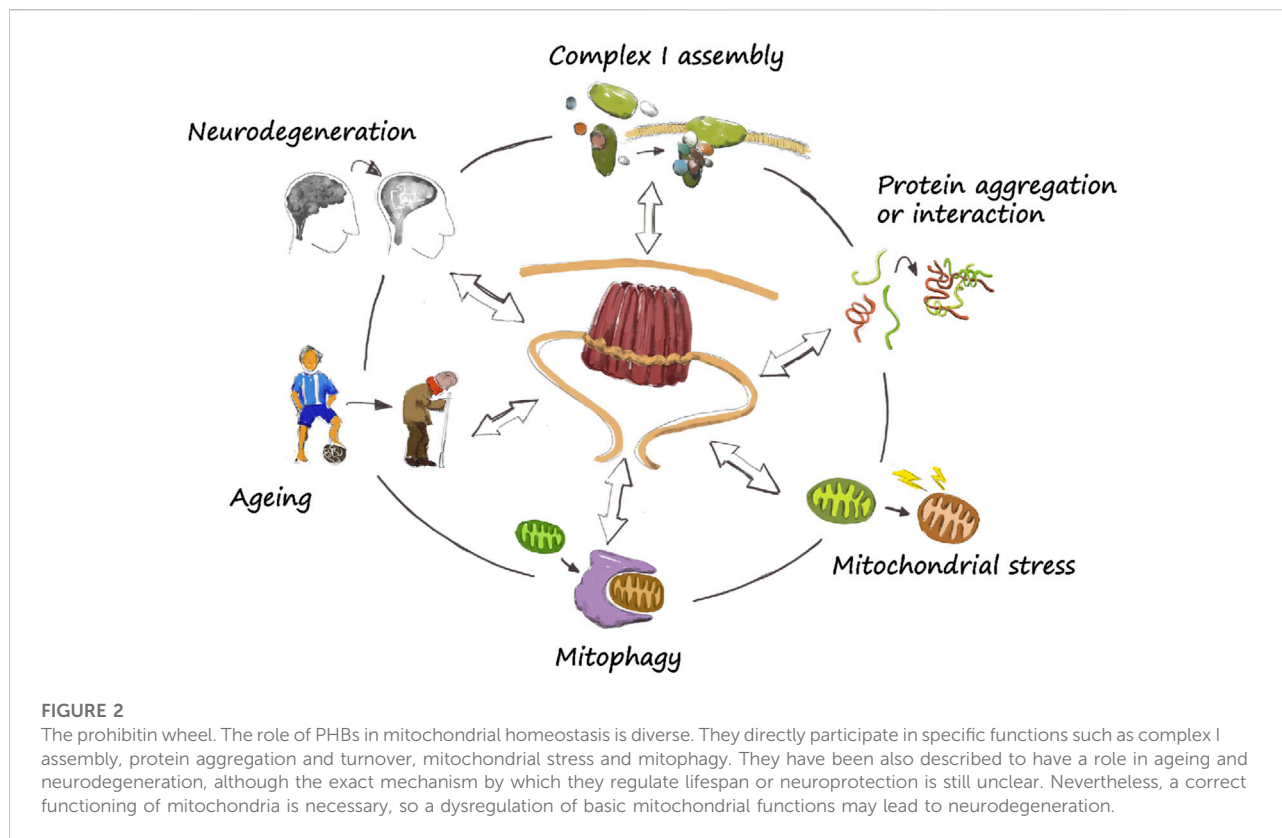 Complex I assembly
Neurodegeneration
Protein aggregation
or interaction
Ageing
Mitochondrial stress
Mitophagy
FIGURE 2
The prohibitin wheel. The role of PHBs in mitochondrial homeostasis is diverse. They directly participate in specific functions such as complex I
assembly, protein aggregation and turnover, mitochondrial stress and mitophagy. They have been also described to have a role in ageing and
neurodegeneration, although the exact mechanism by which they regulate lifespan or neuroprotection is still unclear. Nevertheless, a correct
functioning of mitochondria is necessary, so a dysregulation of basic mitochondrial functions may lead to neurodegeneration.